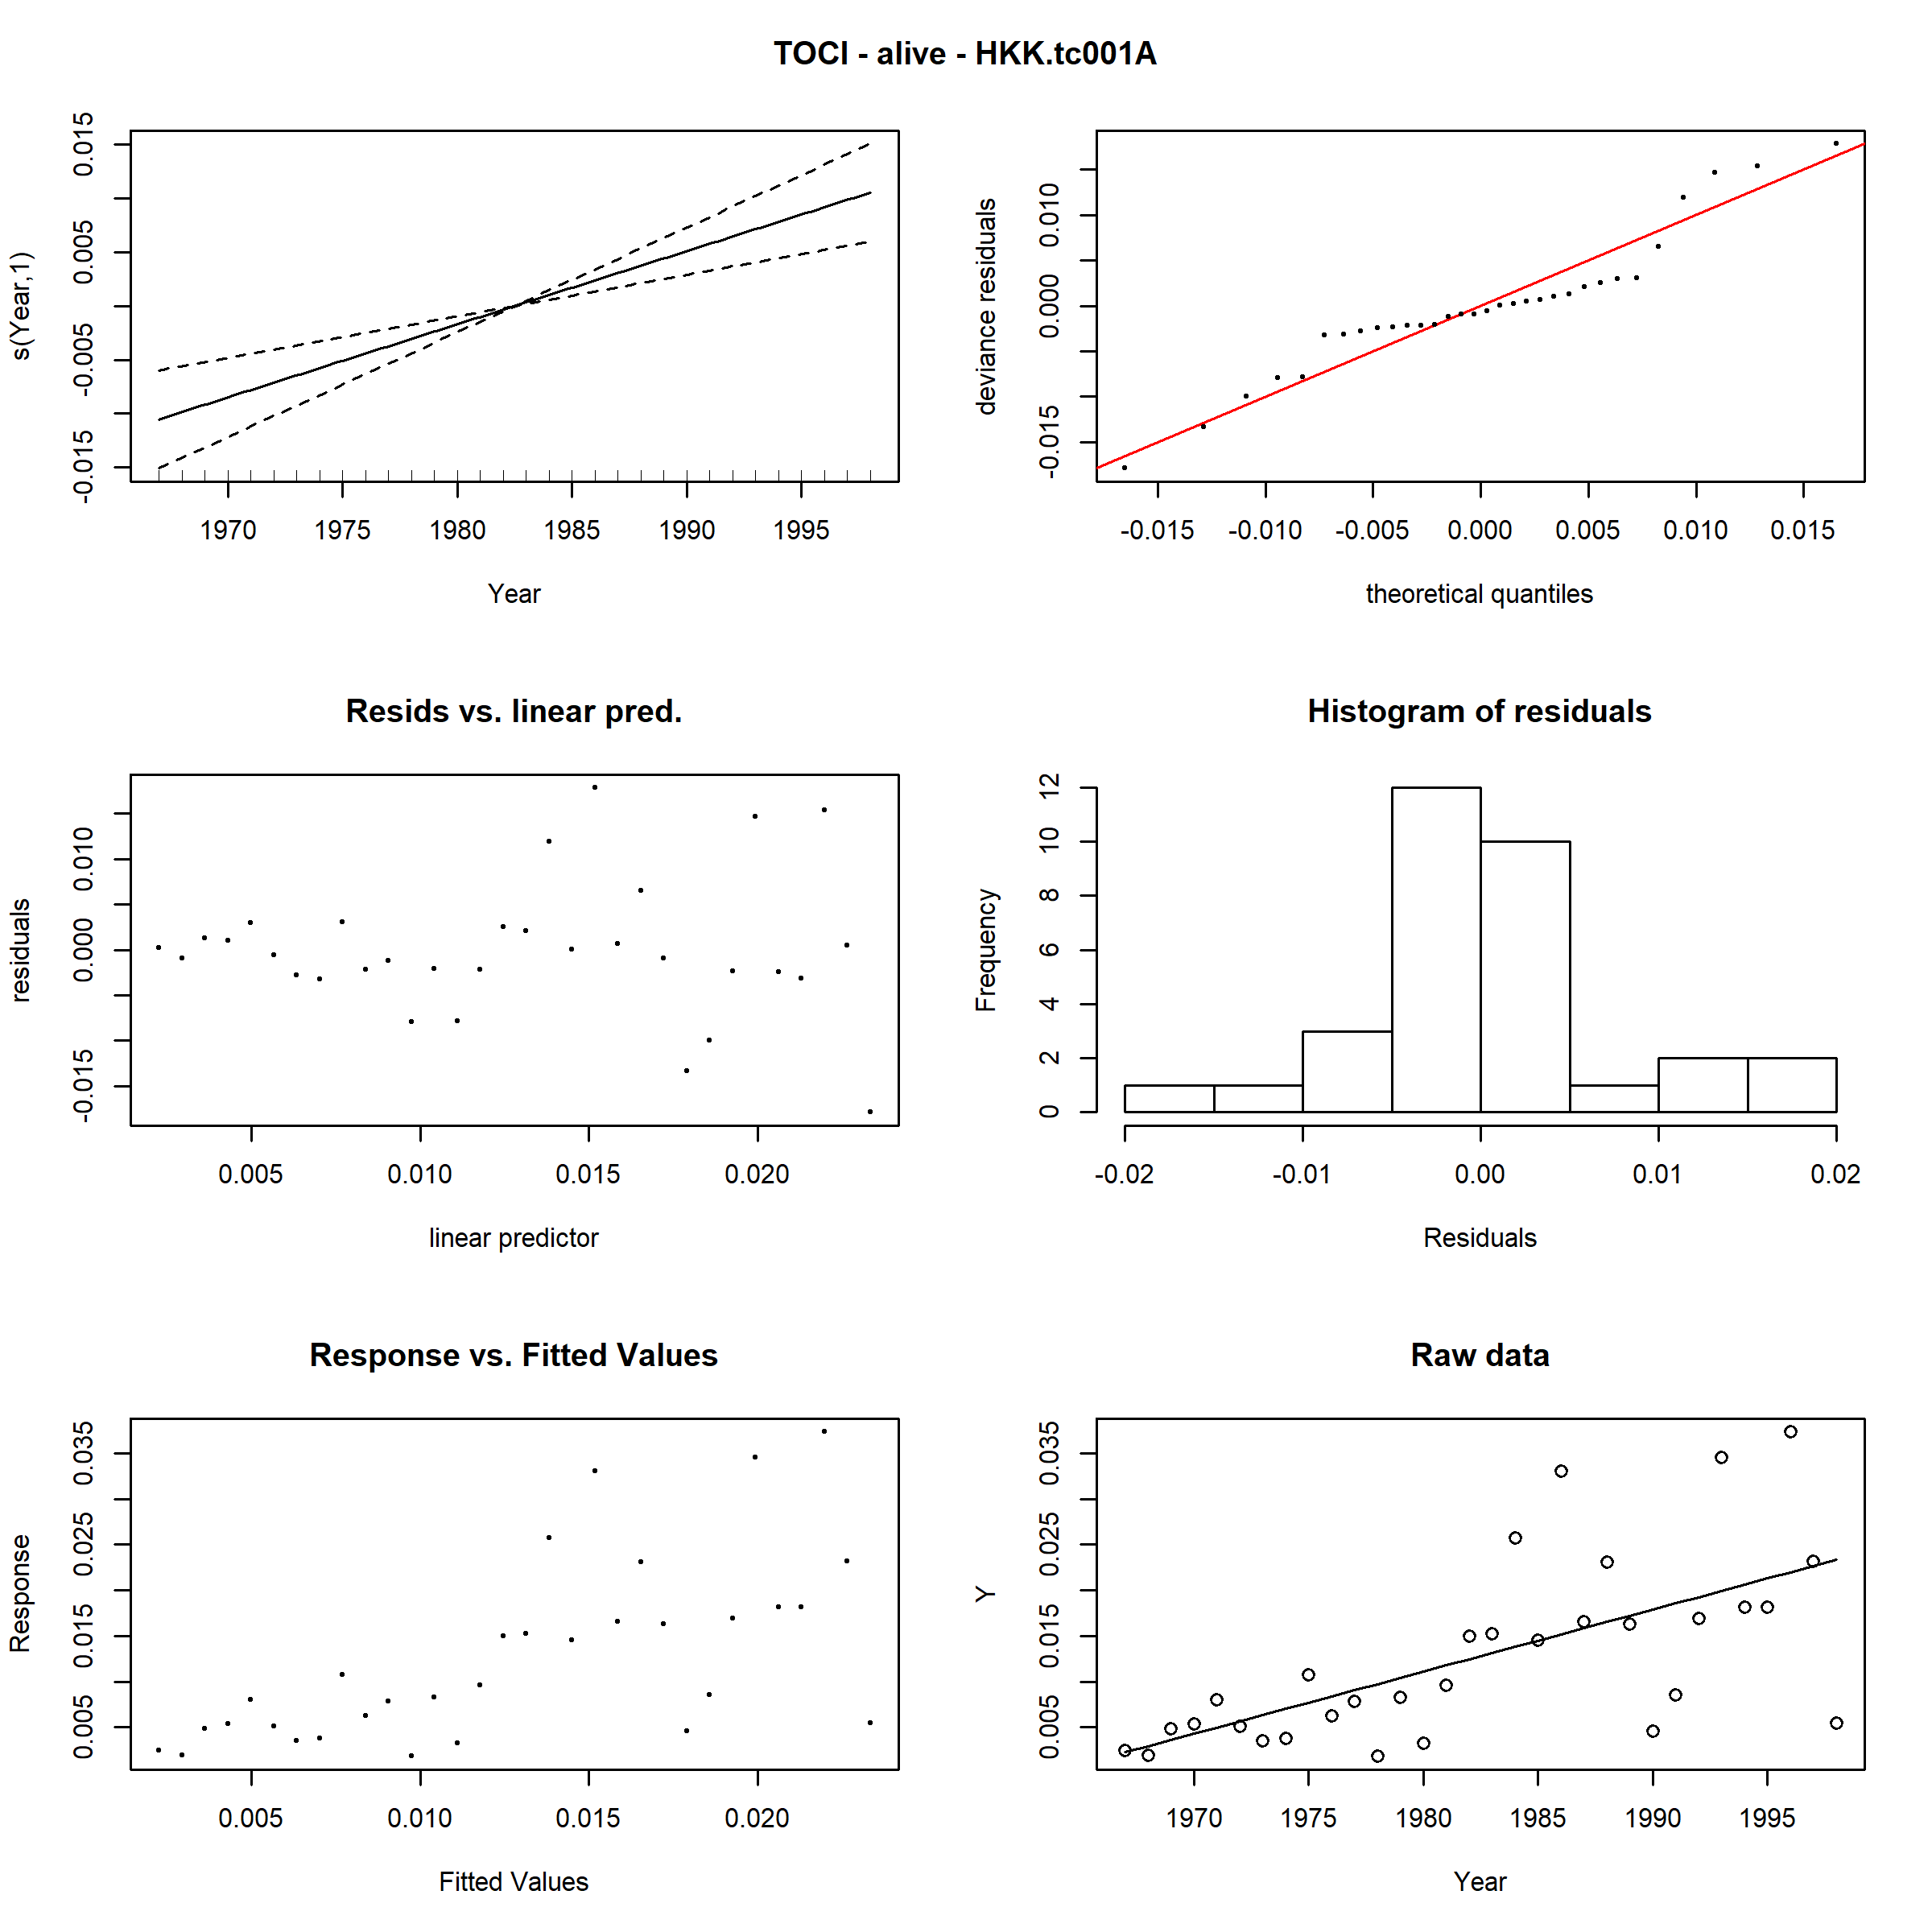 TOCI - alive - HKK.tc001A
s(Year,1)
0.015
0.005
-0.005
-0.015
1970 1975 1980 1985 1990 1995
Year
deviance residuals
0.010
0.000
-0.015
-0.015 -0.010 -0.005 0.000 0.005 0.010 0.015
theoretical quantiles
Resids vs. linear pred.
residuals
0.010
0.000
-0.015
0.005 0.010 0.015 0.020
linear predictor
Histogram of residuals
Frequency
12
10
8
6
4
2
0
-0.02 -0.01 0.00 0.01 0.02
Residuals
Response vs. Fitted Values
Response
0.035
0.025
0.015
0.005
0.005 0.010 0.015 0.020
Fitted Values
Raw data
Y
0.035
0.025
0.015
0.005
1970 1975 1980 1985 1990 1995
Year